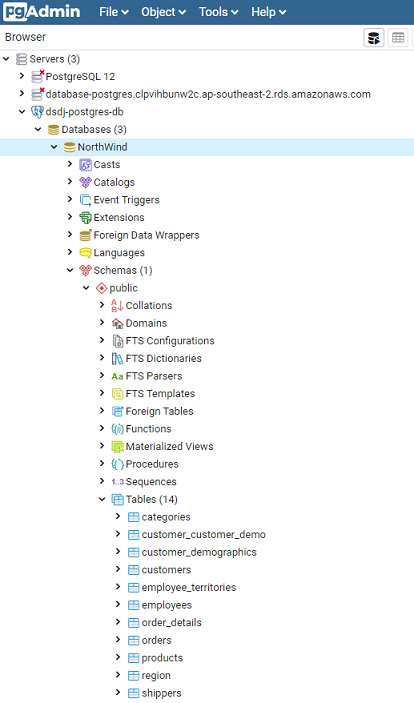 pgAdmin File Object Tools Help
Browser
Servers (3)
PostgreSQL 12
database-postgres.clpvihbunw2c.ap-southeast-2.rds.amazonaws.com
dsdj-postgres-db
Databases (3)
NorthWind
Casts
Catalogs
Event Triggers
Extensions
Foreign Data Wrappers
Languages
Schemas (1)
public
Collations
Domains
FTS Configurations
FTS Dictionaries
Aa FTS Parsers
FTS Templates
Foreign Tables
Functions
Materialized Views
Procedures
1..3 Sequences
Tables (14)
categories
customer_customer_demo
customer_demographics
customers
employee_territories
employees
order_details
orders
products
region
shippers